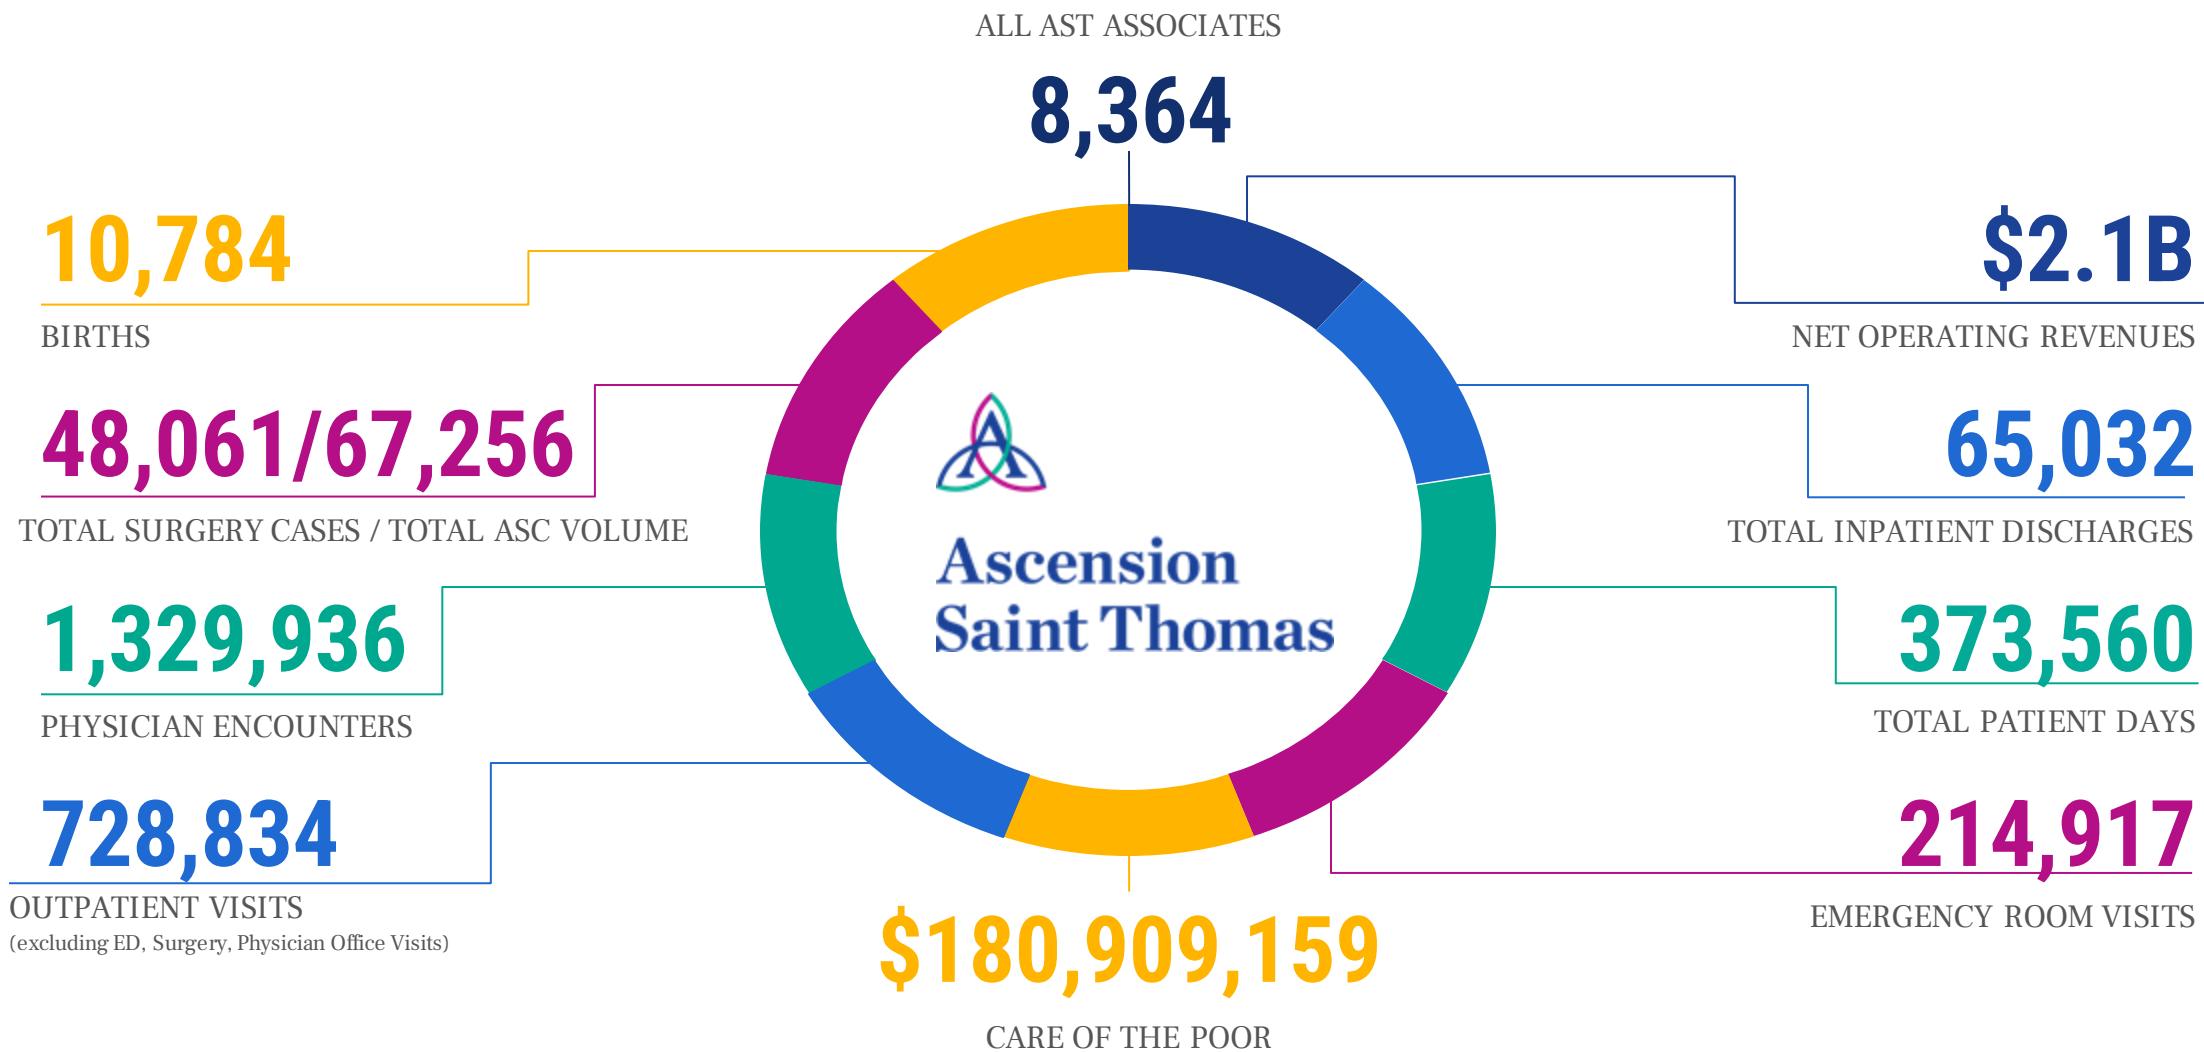 ALL AST ASSOCIATES
8,364
10,784
BIRTHS
48,061/67,256
TOTAL SURGERY CASES / TOTAL ASC VOLUME
1,329,936
PHYSICIAN ENCOUNTERS
728,834
OUTPATIENT VISITS
(excluding ED, Surgery, Physician Office Visits)
Ascension
Saint Thomas
$180,909,159
CARE OF THE POOR
$2.1B
NET OPERATING REVENUES
65,032
TOTAL INPATIENT DISCHARGES
373,560
TOTAL PATIENT DAYS
214,917
EMERGENCY ROOM VISITS